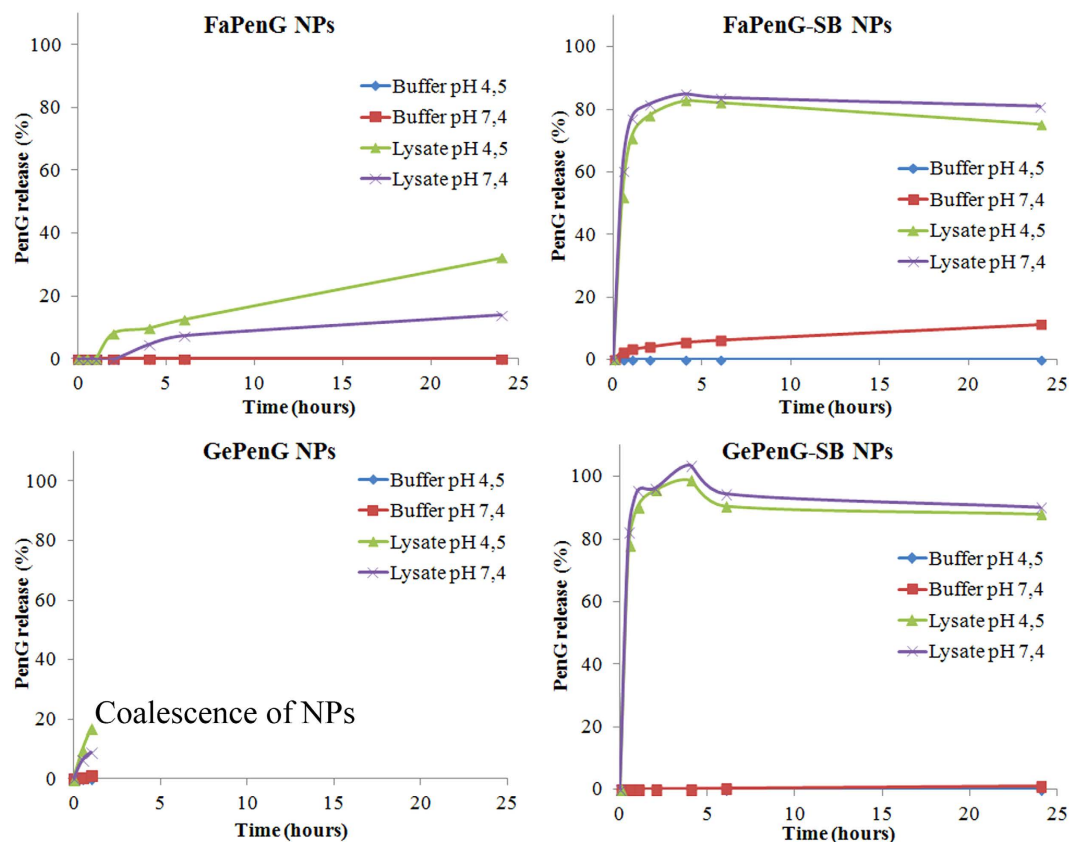 FaPenG NPs
100
80
60
40
20
0
PenG release (%)
Buffer pH 4,5
Buffer pH 7,4
Lysate pH 4,5
Lysate pH 7,4
0 5 10 15 20 25
Time (hours)
FaPenG-SB NPs
100
80
60
40
20
0
PenG release (%)
Buffer pH 4,5
Buffer pH 7,4
Lysate pH 4,5
Lysate pH 7,4
0 5 10 15 20 25
Time (hours)
GePenG NPs
100
80
60
40
20
0
PenG release (%)
Buffer pH 4,5
Buffer pH 7,4
Lysate pH 4,5
Lysate pH 7,4
Coalescence of NPs
0 5 10 15 20 25
Time (hours)
GePenG-SB NPs
100
80
60
40
20
0
PenG release (%)
Buffer pH 4,5
Buffer pH 7,4
Lysate pH 4,5
Lysate pH 7,4
0 5 10 15 20 25
Time (hours)